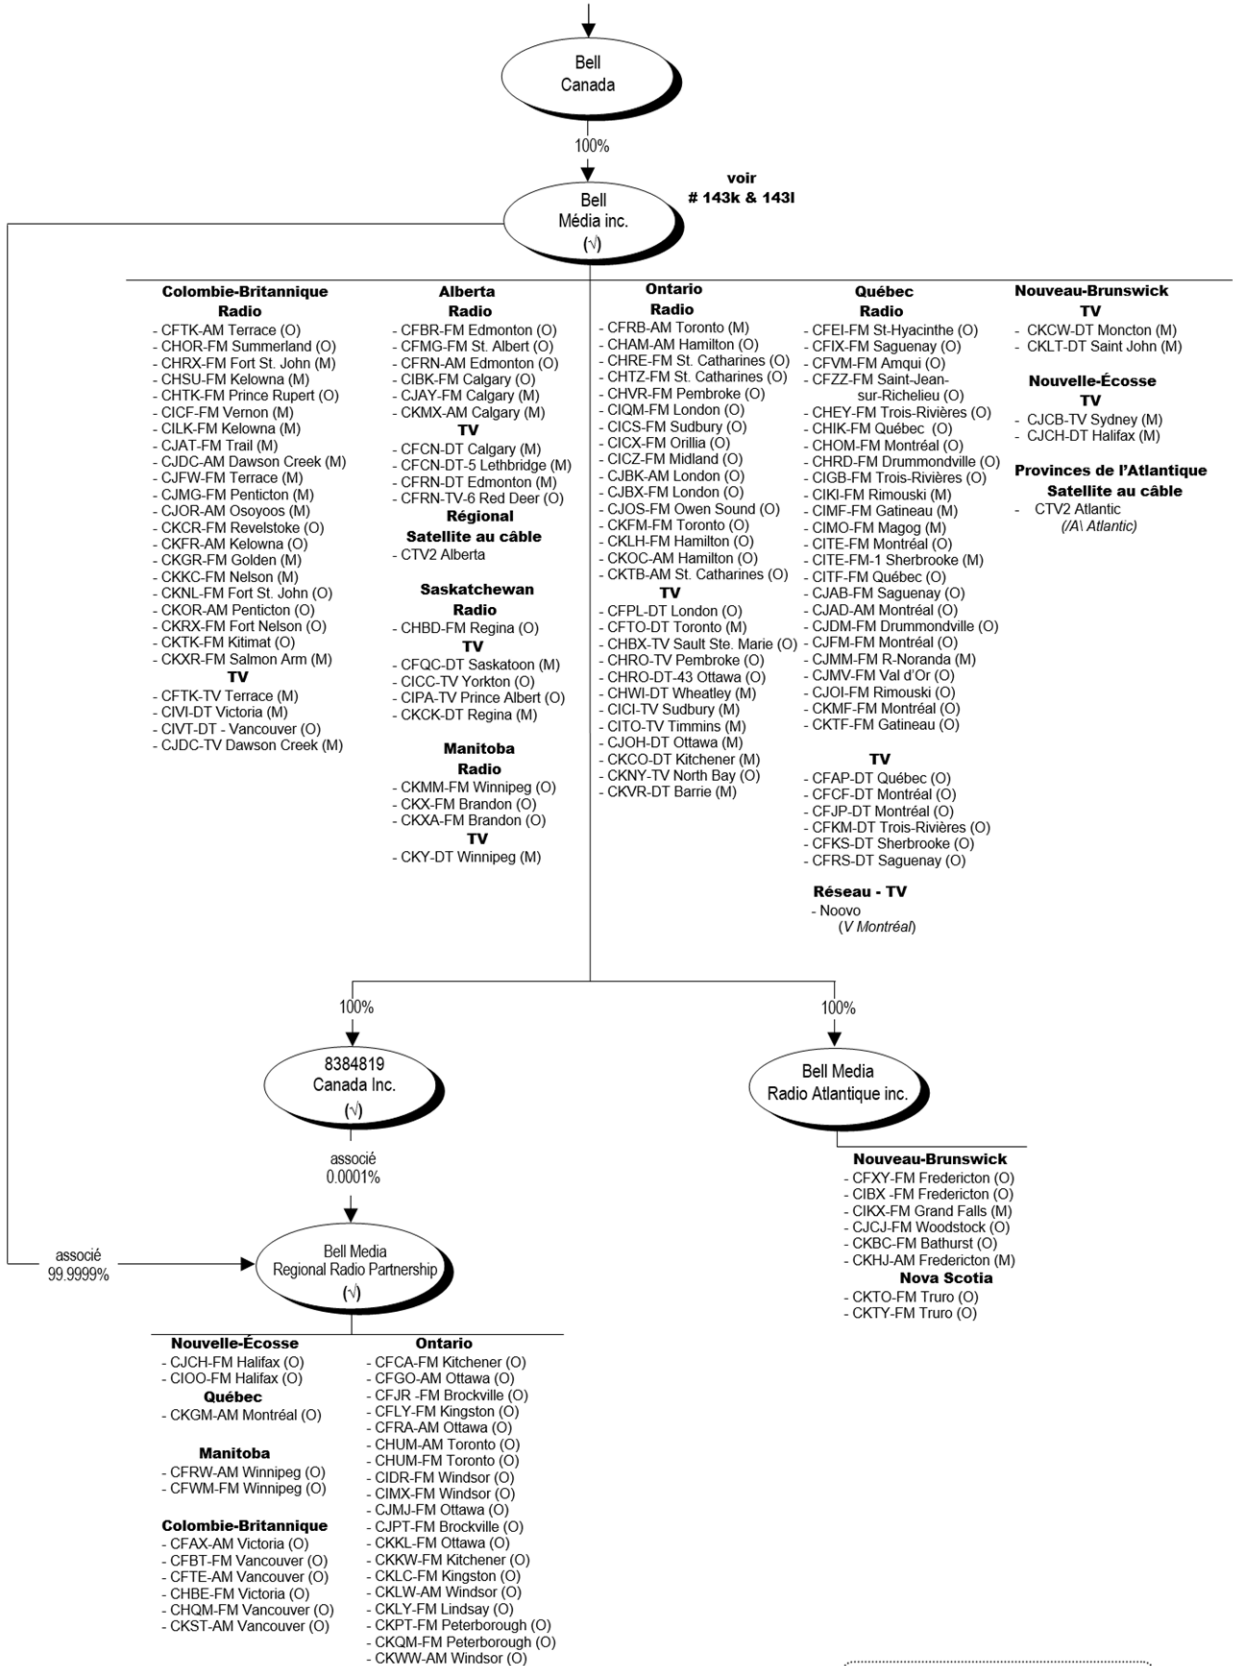 Bell
Canada
100%
voir
# 143k & 143l
Bell
Média inc.
(√)
Colombie-Britannique
Radio
- CFTK-AM Terrace (O)
- CHOR-FM Summerland (O)
- CHRX-FM Fort St. John (M)
- CHSU-FM Kelowna (M)
- CHTK-FM Prince Rupert (O)
- CICF-FM Vernon (M)
- CILK-FM Kelowna (M)
- CJAT-FM Trail (M)
- CJDC-AM Dawson Creek (M)
- CJFW-FM Terrace (M)
- CJMG-FM Penticton (M)
- CJOR-AM Osoyoos (M)
- CKCR-FM Revelstoke (O)
- CKFR-AM Kelowna (O)
- CKGR-FM Golden (M)
- CKKC-FM Nelson (M)
- CKNL-FM Fort St. John (O)
- CKOR-AM Penticton (O)
- CKRX-FM Fort Nelson (O)
- CKTK-FM Kitimat (O)
- CKXR-FM Salmon Arm (M)
TV
- CFTK-TV Terrace (M)
- CIVI-DT Victoria (M)
- CIVT-DT - Vancouver (O)
- CJDC-TV Dawson Creek (M)
Alberta
Radio
- CFBR-FM Edmonton (O)
- CFMG-FM St. Albert (O)
- CFRN-AM Edmonton (O)
- CIBK-FM Calgary (O)
- CJAY-FM Calgary (M)
- CKMX-AM Calgary (M)
TV
- CFCN-DT Calgary (M)
- CFCN-DT-5 Lethbridge (M)
- CFRN-DT Edmonton (M)
- CFRN-TV-6 Red Deer (O)
Régional
Satellite au câble
- CTV2 Alberta
Saskatchewan
Radio
- CHBD-FM Regina (O)
TV
- CFQC-DT Saskatoon (M)
- CICC-TV Yorkton (O)
- CIPA-TV Prince Albert (O)
- CKCK-DT Regina (M)
Manitoba
Radio
- CKMM-FM Winnipeg (O)
- CKX-FM Brandon (O)
- CKXA-FM Brandon (O)
TV
- CKY-DT Winnipeg (M)
Ontario
Radio
- CFRB-AM Toronto (M)
- CHAM-AM Hamilton (O)
- CHRE-FM St. Catharines (O)
- CHTZ-FM St. Catharines (O)
- CHVR-FM Pembroke (O)
- CIQM-FM London (O)
- CICS-FM Sudbury (O)
- CICX-FM Orillia (O)
- CICZ-FM Midland (O)
- CJBK-AM London (O)
- CJBX-FM London (O)
- CJOS-FM Owen Sound (O)
- CKFM-FM Toronto (O)
- CKLH-FM Hamilton (O)
- CKOC-AM Hamilton (O)
- CKTB-AM St. Catharines (O)
TV
- CFPL-DT London (O)
- CFTO-DT Toronto (M)
- CHBX-TV Sault Ste. Marie (O)
- CHRO-TV Pembroke (O)
- CHRO-DT-43 Ottawa (O)
- CHWI-DT Wheatley (M)
- CICI-TV Sudbury (M)
- CITO-TV Timmins (M)
- CJOH-DT Ottawa (M)
- CKCO-DT Kitchener (M)
- CKNY-TV North Bay (O)
- CKVR-DT Barrie (M)
Québec
Radio
- CFEI-FM St-Hyacinthe (O)
- CFIX-FM Saguenay (O)
- CFVM-FM Amqui (O)
- CFZZ-FM Saint-Jean-
sur-Richelieu (O)
- CHEY-FM Trois-Rivières (O)
- CHIK-FM Québec (O)
- CHOM-FM Montréal (O)
- CHRD-FM Drummondville (O)
- CIGB-FM Trois-Rivières (O)
- CIKI-FM Rimouski (M)
- CIMF-FM Gatineau (M)
- CIMO-FM Magog (M)
- CITE-FM Montréal (O)
- CITE-FM-1 Sherbrooke (M)
- CITF-FM Québec (O)
- CJAB-FM Saguenay (O)
- CJAD-AM Montréal (O)
- CJDM-FM Drummondville (O)
- CJFM-FM Montréal (O)
- CJMM-FM R-Noranda (M)
- CJMV-FM Val d'Or (O)
- CJOI-FM Rimouski (O)
- CKMF-FM Montréal (O)
- CKTF-FM Gatineau (O)
TV
- CFAP-DT Québec (O)
- CFCF-DT Montréal (O)
- CFJP-DT Montréal (O)
- CFKM-DT Trois-Rivières (O)
- CFKS-DT Sherbrooke (O)
- CFRS-DT Saguenay (O)
Réseau - TV
- Noovo
(V Montréal)
Nouveau-Brunswick
TV
- CKCW-DT Moncton (M)
- CKLT-DT Saint John (M)
Nouvelle-Écosse
TV
- CJCB-TV Sydney (M)
- CJCH-DT Halifax (M)
Provinces de l'Atlantique
Satellite au câble
- CTV2 Atlantic
(/A\ Atlantic)
100%
100%
8384819
Canada Inc.
(√)
Bell Media
Radio Atlantique inc.
associé
0.0001%
Nouveau-Brunswick
- CFXY-FM Fredericton (O)
- CIBX -FM Fredericton (O)
- CIKX-FM Grand Falls (M)
- CJCJ-FM Woodstock (O)
- CKBC-FM Bathurst (O)
- CKHJ-AM Fredericton (M)
Nova Scotia
- CKTO-FM Truro (O)
- CKTY-FM Truro (O)
associé
99.9999%
Bell Media
Regional Radio Partnership
(√)
Nouvelle-Écosse
- CJCH-FM Halifax (O)
- CIOO-FM Halifax (O)
Québec
- CKGM-AM Montréal (O)
Manitoba
- CFRW-AM Winnipeg (O)
- CFWM-FM Winnipeg (O)
Colombie-Britannique
- CFAX-AM Victoria (O)
- CFBT-FM Vancouver (O)
- CFTE-AM Vancouver (O)
- CHBE-FM Victoria (O)
- CHQM-FM Vancouver (O)
- CKST-AM Vancouver (O)
Ontario
- CFCA-FM Kitchener (O)
- CFGO-AM Ottawa (O)
- CFJR -FM Brockville (O)
- CFLY-FM Kingston (O)
- CFRA-AM Ottawa (O)
- CHUM-AM Toronto (O)
- CHUM-FM Toronto (O)
- CIDR-FM Windsor (O)
- CIMX-FM Windsor (O)
- CJMJ-FM Ottawa (O)
- CJPT-FM Brockville (O)
- CKKL-FM Ottawa (O)
- CKKW-FM Kitchener (O)
- CKLC-FM Kingston (O)
- CKLW-AM Windsor (O)
- CKLY-FM Lindsay (O)
- CKPT-FM Peterborough (O)
- CKQM-FM Peterborough (O)
- CKWW-AM Windsor (O)